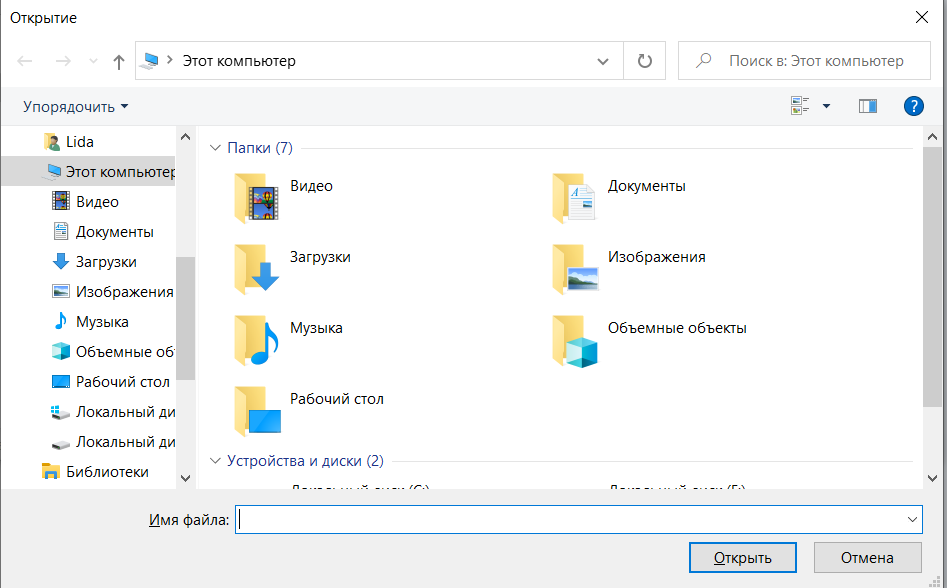 Открытие
Этот компьютер
Поиск в: Этот компьютер
Упорядочить
?
Lida
Этот компьютер
Видео
Документы
Загрузки
Изображения
Музыка
Объемные об
Рабочий стол
Локальный ди
Локальный ди
Библиотеки
Папки (7)
Видео
Документы
Загрузки
Изображения
Музыка
Объемные объекты
Рабочий стол
Устройства и диски (2)
Локальный диск (C:)
Имя файла:
Открыть
Отмена